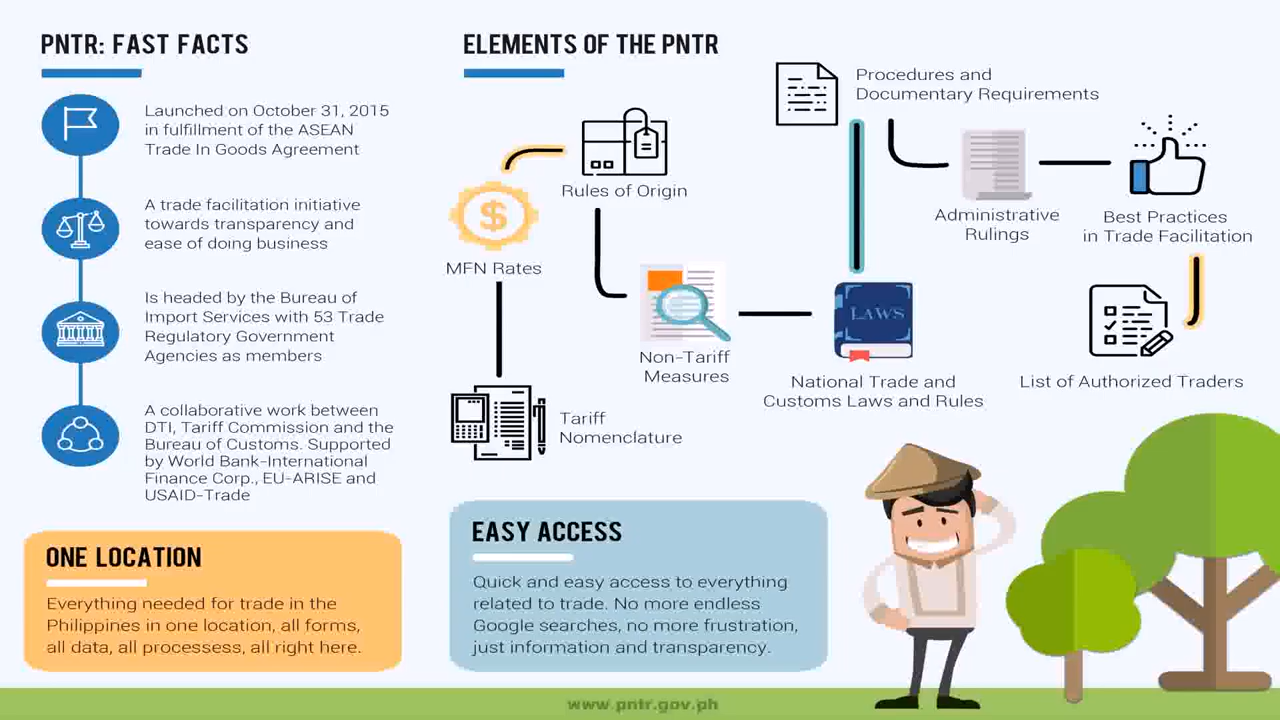 PNTR: FAST FACTS
Launched on October 31, 2015
in fulfillment of the ASEAN
Trade In Goods Agreement
A trade facilitation initiative
towards transparency and
ease of doing business
Is headed by the Bureau of
Import Services with 53 Trade
Regulatory Government
Agencies as members
A collaborative work between
DTI, Tariff Commission and the
Bureau of Customs. Supported
by World Bank-International
Finance Corp., EU-ARISE and
USAID-Trade
ONE LOCATION
Everything needed for trade in the
Philippines in one location, all forms,
all data, all processess, all right here.
ELEMENTS OF THE PNTR
Tariff
Nomenclature
MFN Rates
$
Rules of Origin
Non-Tariff
Measures
LAWS
National Trade and
Customs Laws and Rules
Procedures and
Documentary Requirements
Administrative
Rulings
Best Practices
in Trade Facilitation
List of Authorized Traders
EASY ACCESS
Quick and easy access to everything
related to trade. No more endless
Google searches, no more frustration,
just information and transparency.
www.pntr.gov.ph